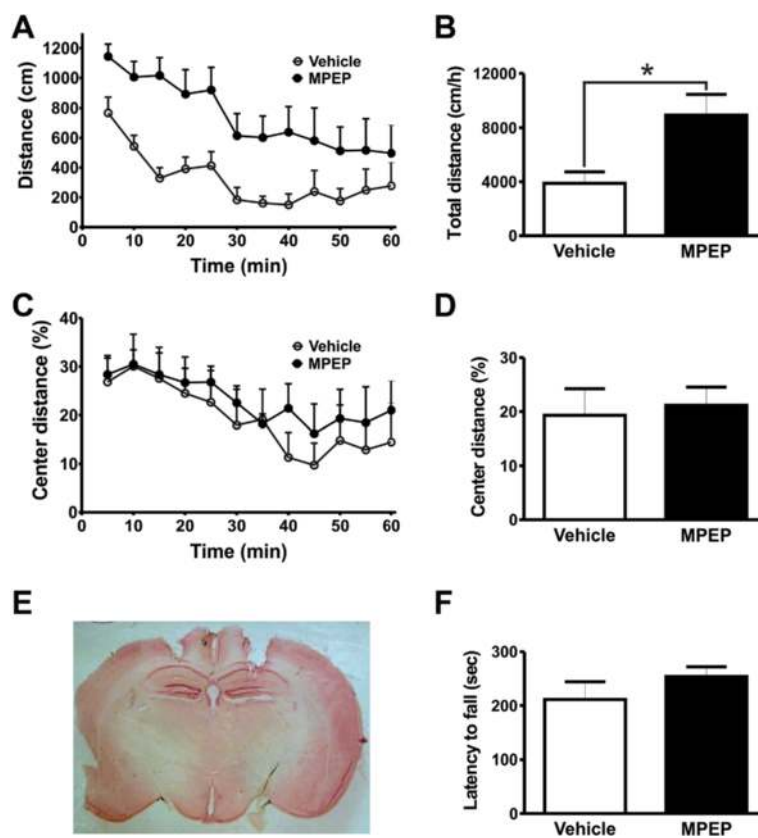 A
Distance (cm)
1200
1000
800
600
400
200
0
Vehicle
MPEP
0 10 20 30 40 50 60
Time (min)
B
Total distance (cm/h)
12000
8000
4000
0
*
Vehicle MPEP
C
Center distance (%)
40
30
20
10
0
Vehicle
MPEP
0 10 20 30 40 50 60
Time (min)
D
Center distance (%)
30
20
10
0
Vehicle MPEP
E
F
Latency to fall (sec)
300
200
100
0
Vehicle MPEP